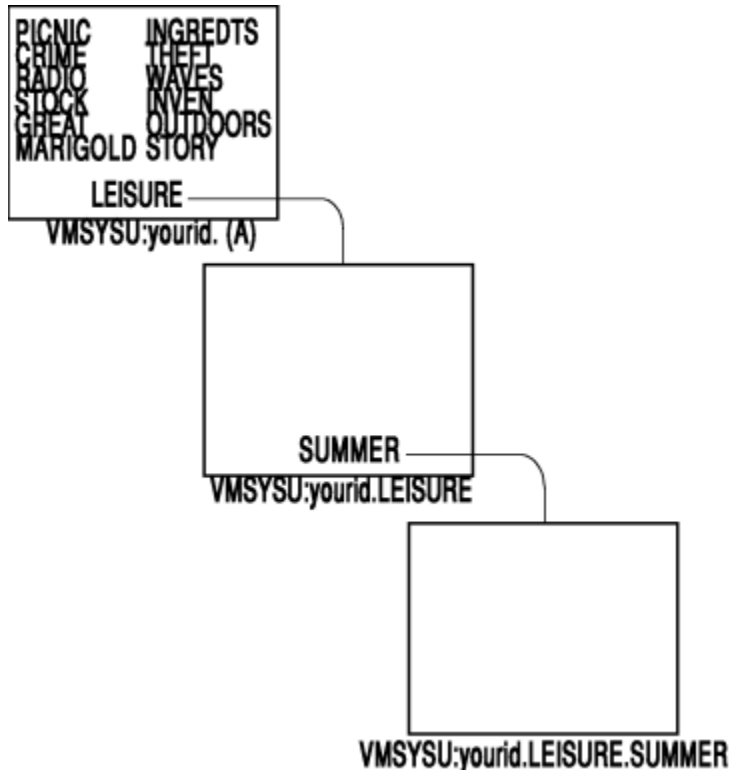 PICNIC INGREDTS
CRIME THEFT
RADIO WAVES
STOCK INVEN
GREAT OUTDOORS
MARIGOLD STORY
LEISURE
VMSYSU:yourid. (A)
SUMMER
VMSYSU:yourid.LEISURE
VMSYSU:yourid.LEISURE.SUMMER